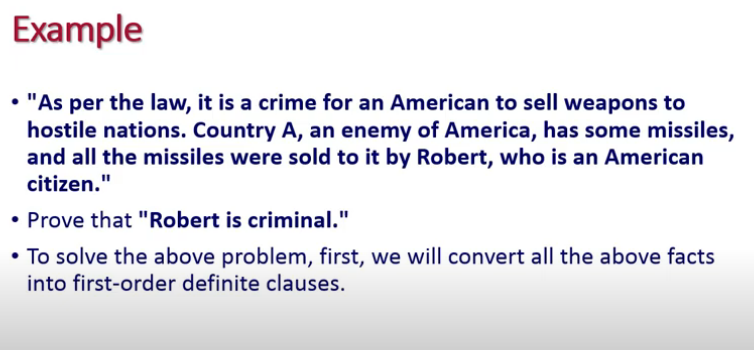 Example
• "As per the law, it is a crime for an American to sell weapons to
hostile nations. Country A, an enemy of America, has some missiles,
and all the missiles were sold to it by Robert, who is an American
citizen."
• Prove that "Robert is criminal."
• To solve the above problem, first, we will convert all the above facts
into first-order definite clauses.